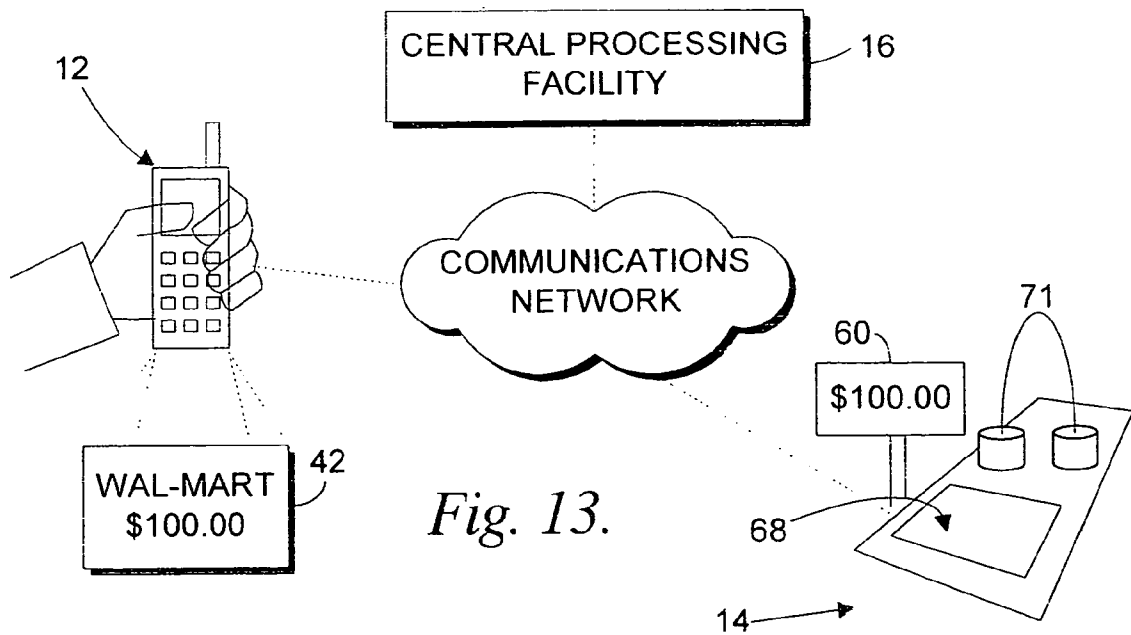 CENTRAL PROCESSING
FACILITY
16
12
COMMUNICATIONS
NETWORK
71
60
$100.00
WAL-MART
$100.00
42
Fig. 13.
68
14